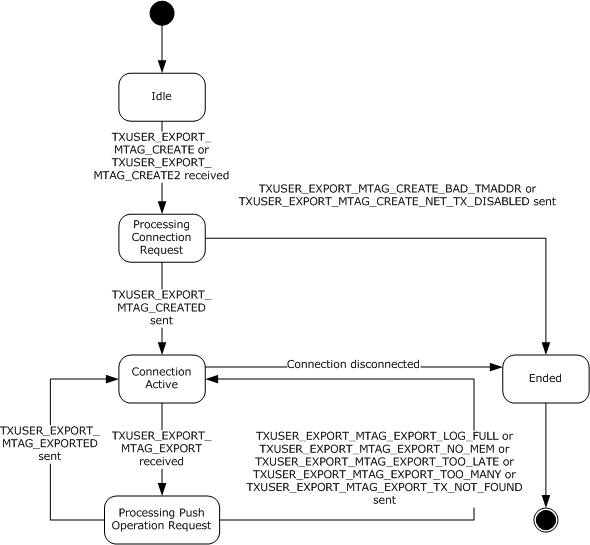 Idle
TXUSER_EXPORT_
MTAG_CREATE or
TXUSER_EXPORT_
MTAG_CREATE2 received
TXUSER_EXPORT_MTAG_CREATE_BAD_TMADDR or
TXUSER_EXPORT_MTAG_CREATE_NET_TX_DISABLED sent
Processing
Connection
Request
TXUSER_EXPORT_
MTAG_CREATED
sent
Connection
Active
Connection disconnected
Ended
TXUSER_EXPORT_
MTAG_EXPORTED
sent
TXUSER_EXPORT_
MTAG_EXPORT
received
TXUSER_EXPORT_MTAG_EXPORT_LOG_FULL or
TXUSER_EXPORT_MTAG_EXPORT_NO_MEM or
TXUSER_EXPORT_MTAG_EXPORT_TOO_LATE or
TXUSER_EXPORT_MTAG_EXPORT_TOO_MANY or
TXUSER_EXPORT_MTAG_EXPORT_TX_NOT_FOUND
sent
Processing Push
Operation Request